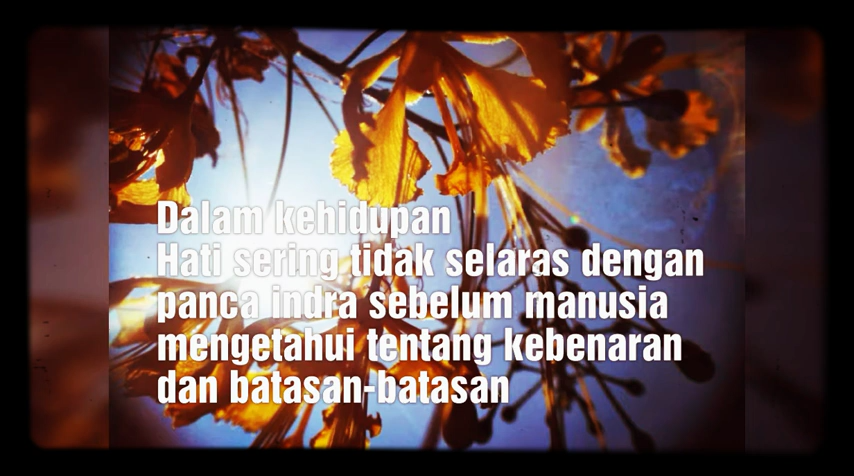 Dalam kehidupan
Hati sering tidak selaras dengan
panca indra sebelum manusia
mengetahui tentang kebenaran
dan batasan-batasan